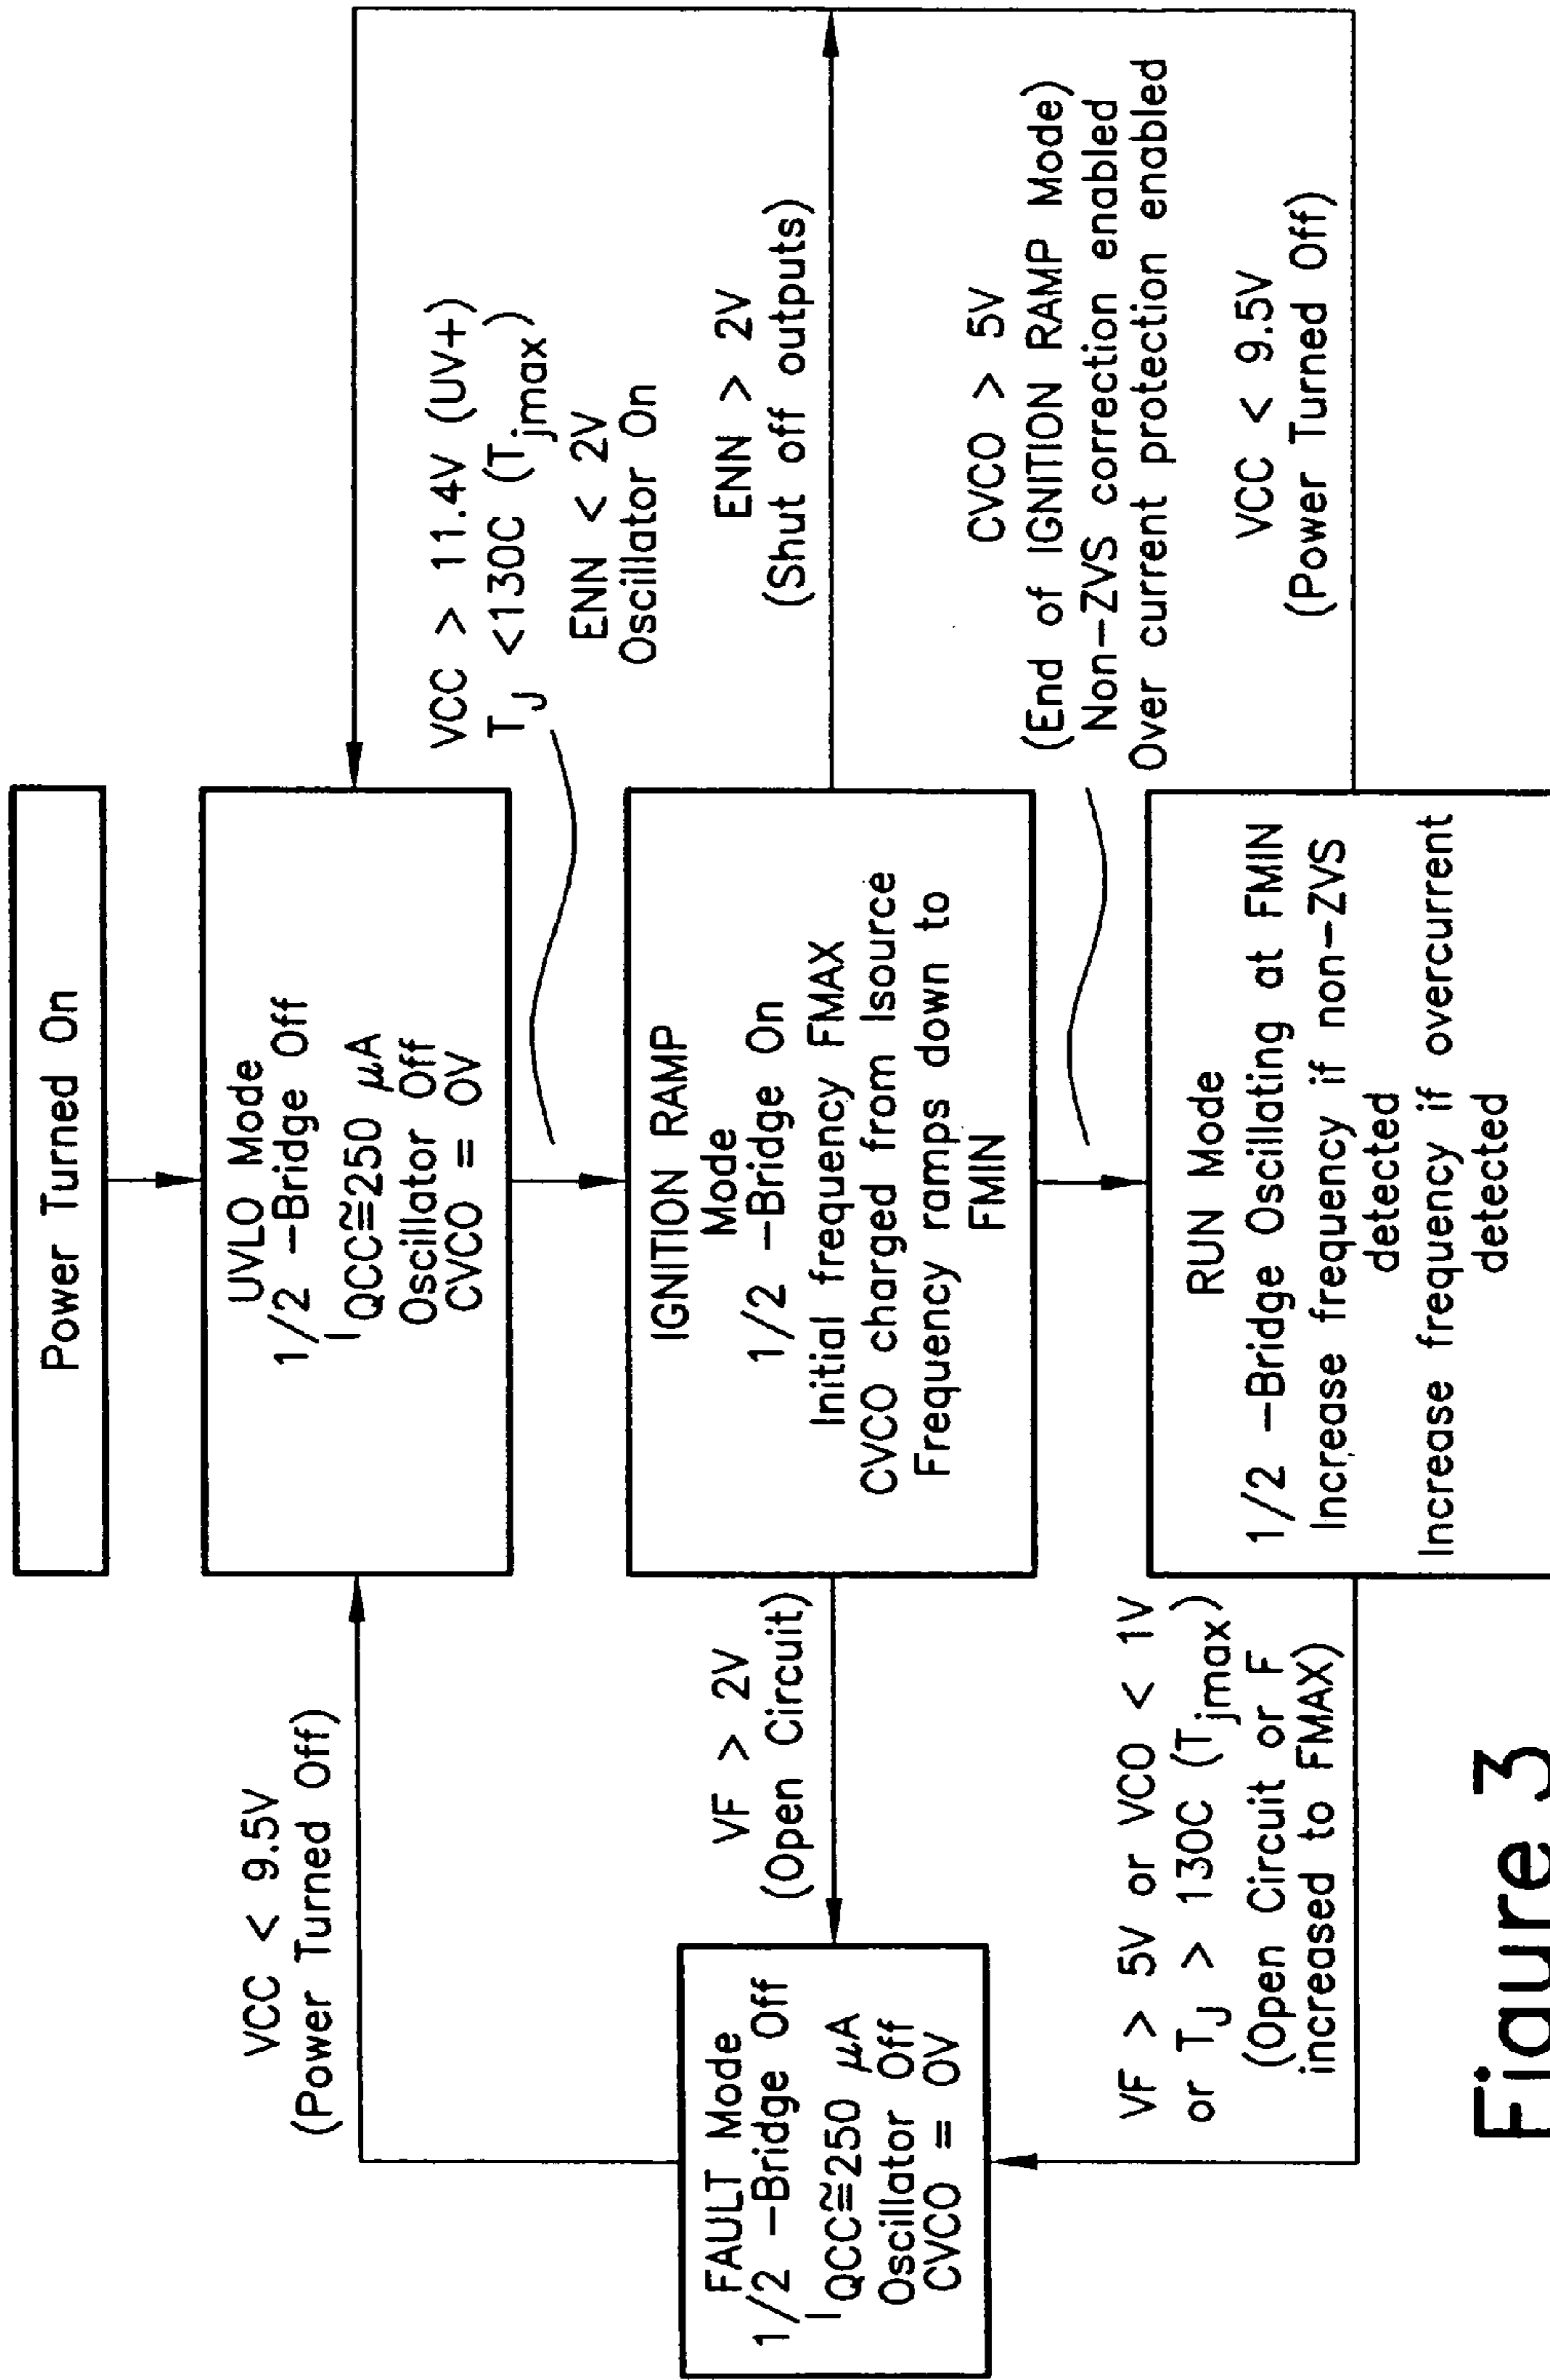 Power Turned On
UVLO Mode
1/2 -Bridge Off
IQCC≅250 μA
Oscillator Off
CVCO = 0V
VCC < 9.5V
(Power Turned Off)
VCC > 11.4V (UV+)
TJ <130C (Tjmax)
ENN < 2V
Oscillator On
IGNITION RAMP
Mode
1/2 -Bridge On
Initial frequency FMAX
CVCO charged from Isource
Frequency ramps down to
FMIN
FAULT Mode
1/2 -Bridge Off
IQCC≅250 μA
Oscillator Off
CVCO = 0V
VF > 2V
(Open Circuit)
ENN > 2V
(Shut off outputs)
CVCO > 5V
(End of IGNITION RAMP Mode)
Non-ZVS correction enabled
Over current protection enabled
RUN Mode
1/2 -Bridge Oscillating at FMIN
Increase frequency if non-ZVS
detected
Increase frequency if overcurrent
detected
VF > 5V or VCO < 1V
or TJ > 130C (Tjmax)
(Open Circuit or F
increased to FMAX)
VCC < 9.5V
(Power Turned Off)
Figure 3